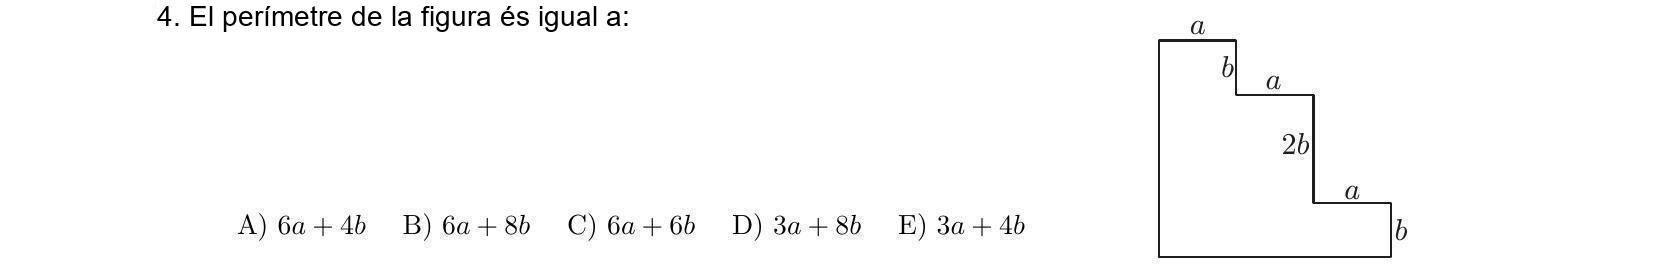 4. El perímetre de la figura és igual a:
a
b
a
2b
a
A) 6a + 4b B) 6a + 8b C) 6a + 6b D) 3a + 8b E) 3a + 4b
b